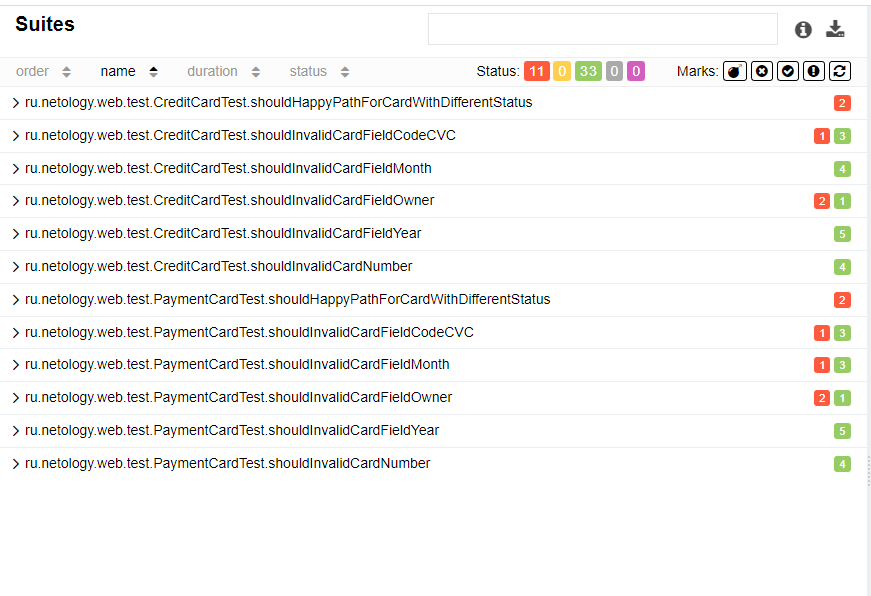 Suites
order name duration status Status: 11 0 33 0 0 Marks:
ru.netology.web.test.CreditCardTest.shouldHappyPathForCardWithDifferentStatus 2
ru.netology.web.test.CreditCardTest.shouldInvalidCardFieldCodeCVC 1 3
ru.netology.web.test.CreditCardTest.shouldInvalidCardFieldMonth 4
ru.netology.web.test.CreditCardTest.shouldInvalidCardFieldOwner 2 1
ru.netology.web.test.CreditCardTest.shouldInvalidCardFieldYear 5
ru.netology.web.test.CreditCardTest.shouldInvalidCardNumber 4
ru.netology.web.test.PaymentCardTest.shouldHappyPathForCardWithDifferentStatus 2
ru.netology.web.test.PaymentCardTest.shouldInvalidCardFieldCodeCVC 1 3
ru.netology.web.test.PaymentCardTest.shouldInvalidCardFieldMonth 1 3
ru.netology.web.test.PaymentCardTest.shouldInvalidCardFieldOwner 2 1
ru.netology.web.test.PaymentCardTest.shouldInvalidCardFieldYear 5
ru.netology.web.test.PaymentCardTest.shouldInvalidCardNumber 4